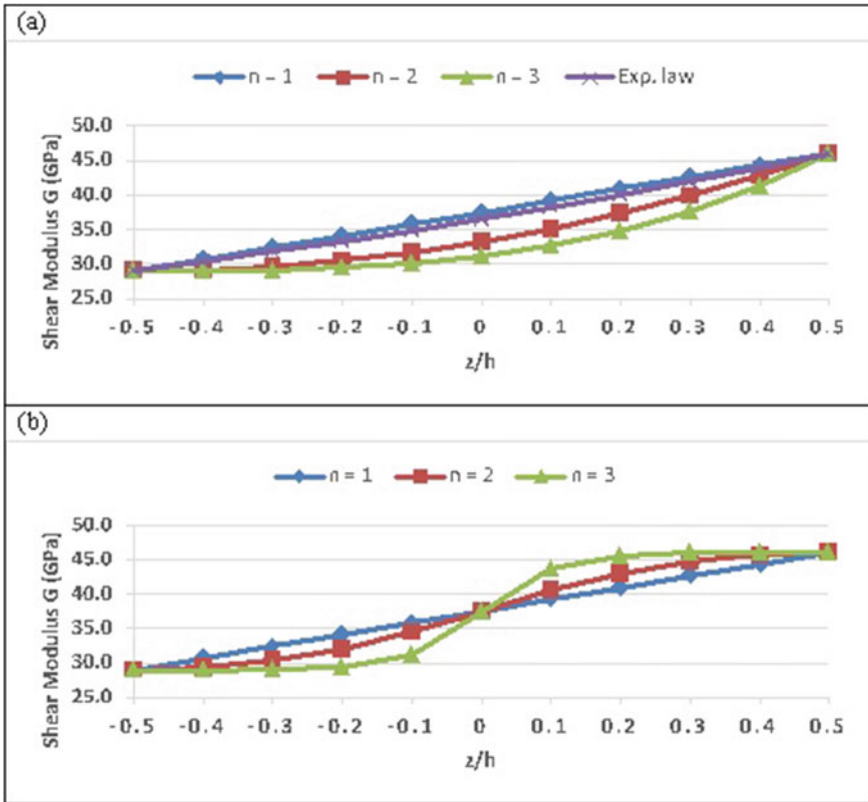 (a)
n = 1 n = 2 n = 3 Exp. law
Shear Modulus G (GPa)
50.0
45.0
40.0
35.0
30.0
25.0
-0.5 -0.4 -0.3 -0.2 -0.1 0 0.1 0.2 0.3 0.4 0.5
z/h
(b)
n = 1 n = 2 n = 3
Shear Modulus G (GPa)
50.0
45.0
40.0
35.0
30.0
25.0
-0.5 -0.4 -0.3 -0.2 -0.1 0 0.1 0.2 0.3 0.4 0.5
z/h